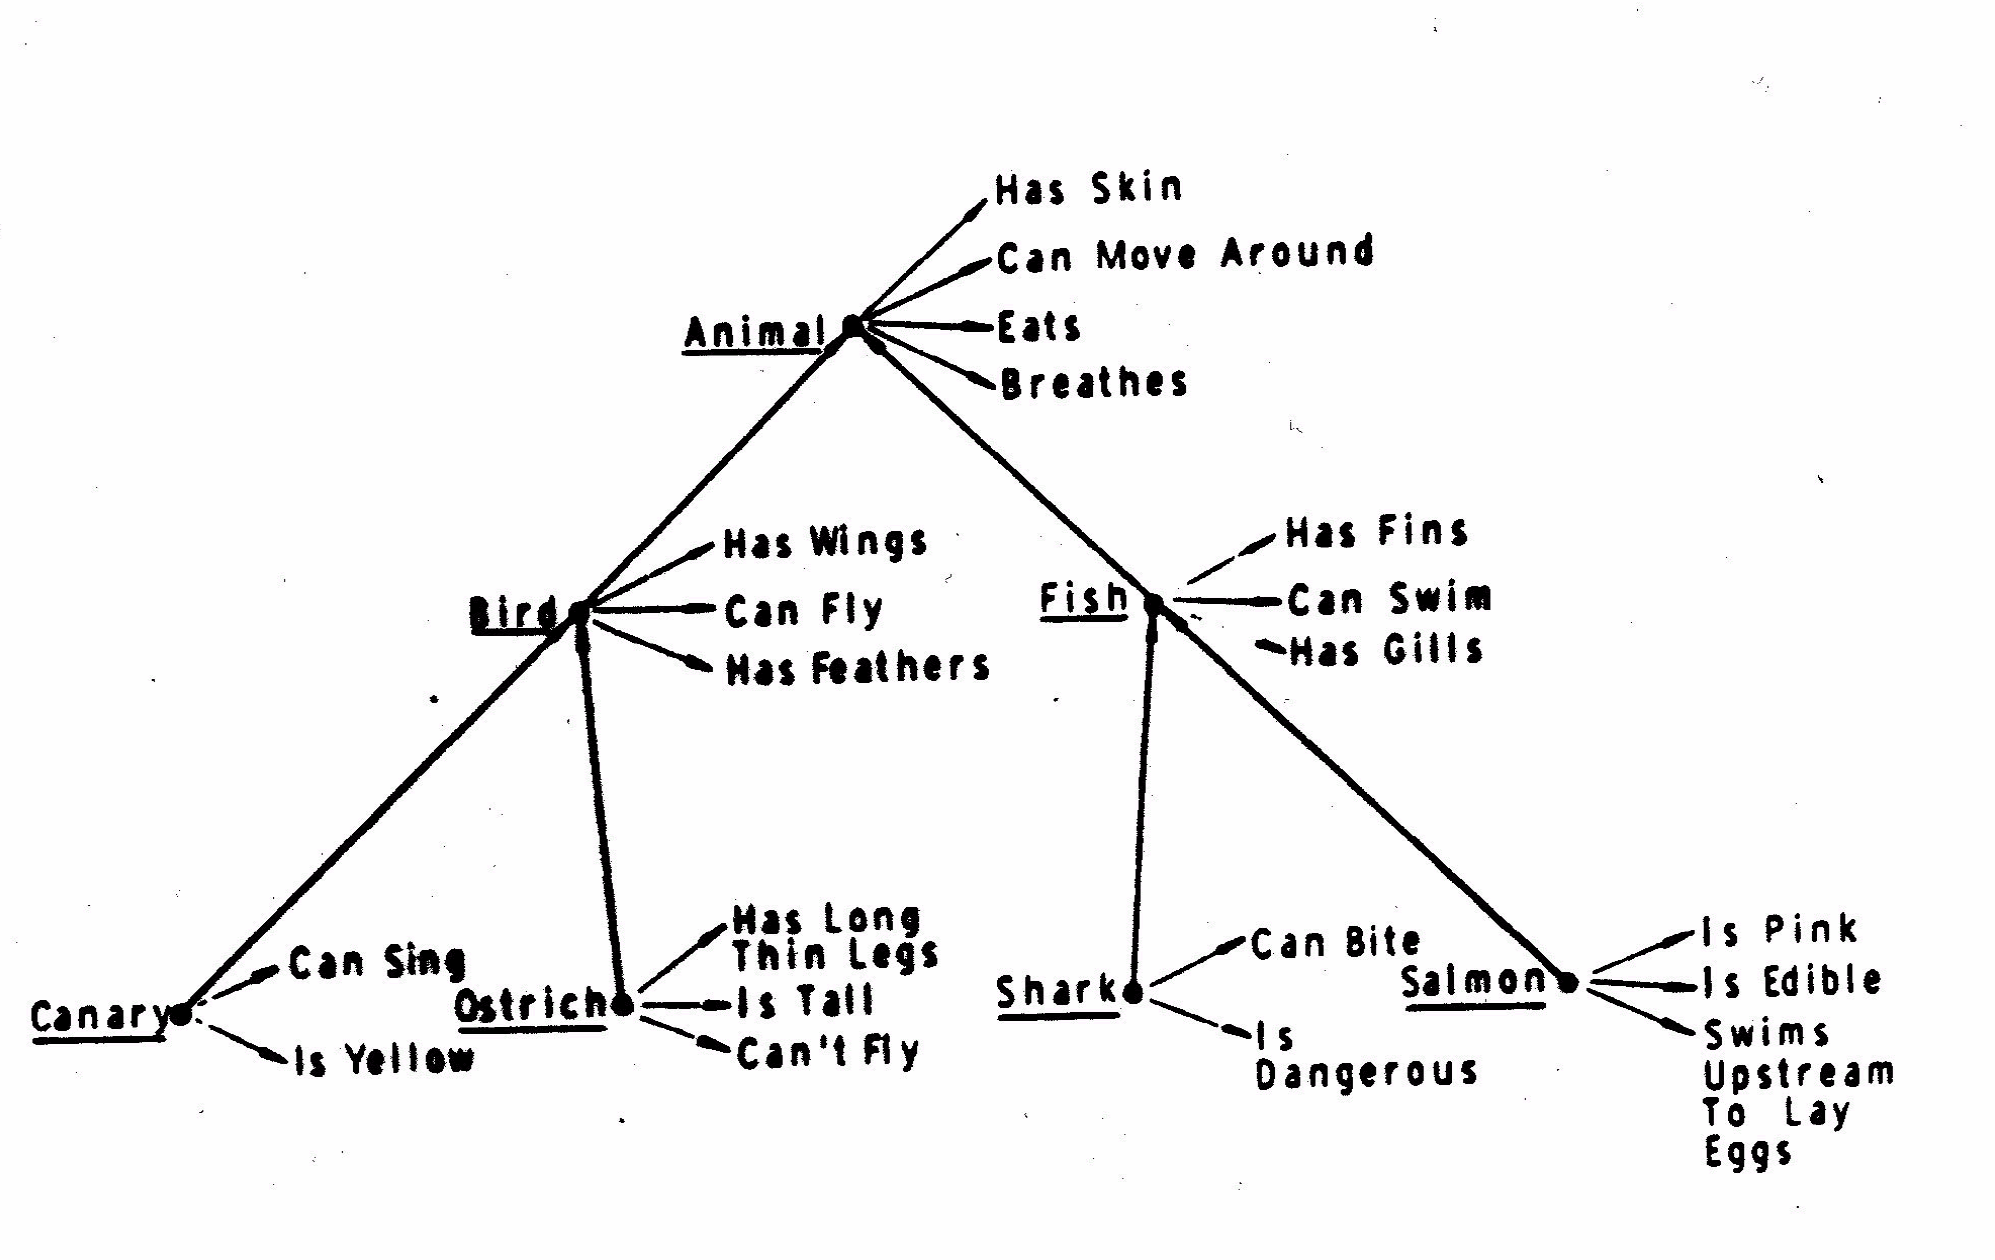 Has Skin
Can Move Around
Animal
Eats
Breathes
Has Wings
Bird
Can Fly
Has Feathers
Has Fins
Fish
Can Swim
Has Gills
Can Sing
Canary
Is Yellow
Has Long
Thin Legs
Ostrich
Is Tall
Can't Fly
Can Bite
Shark
Is
Dangerous
Is Pink
Salmon
Is Edible
Swims
Upstream
To Lay
Eggs